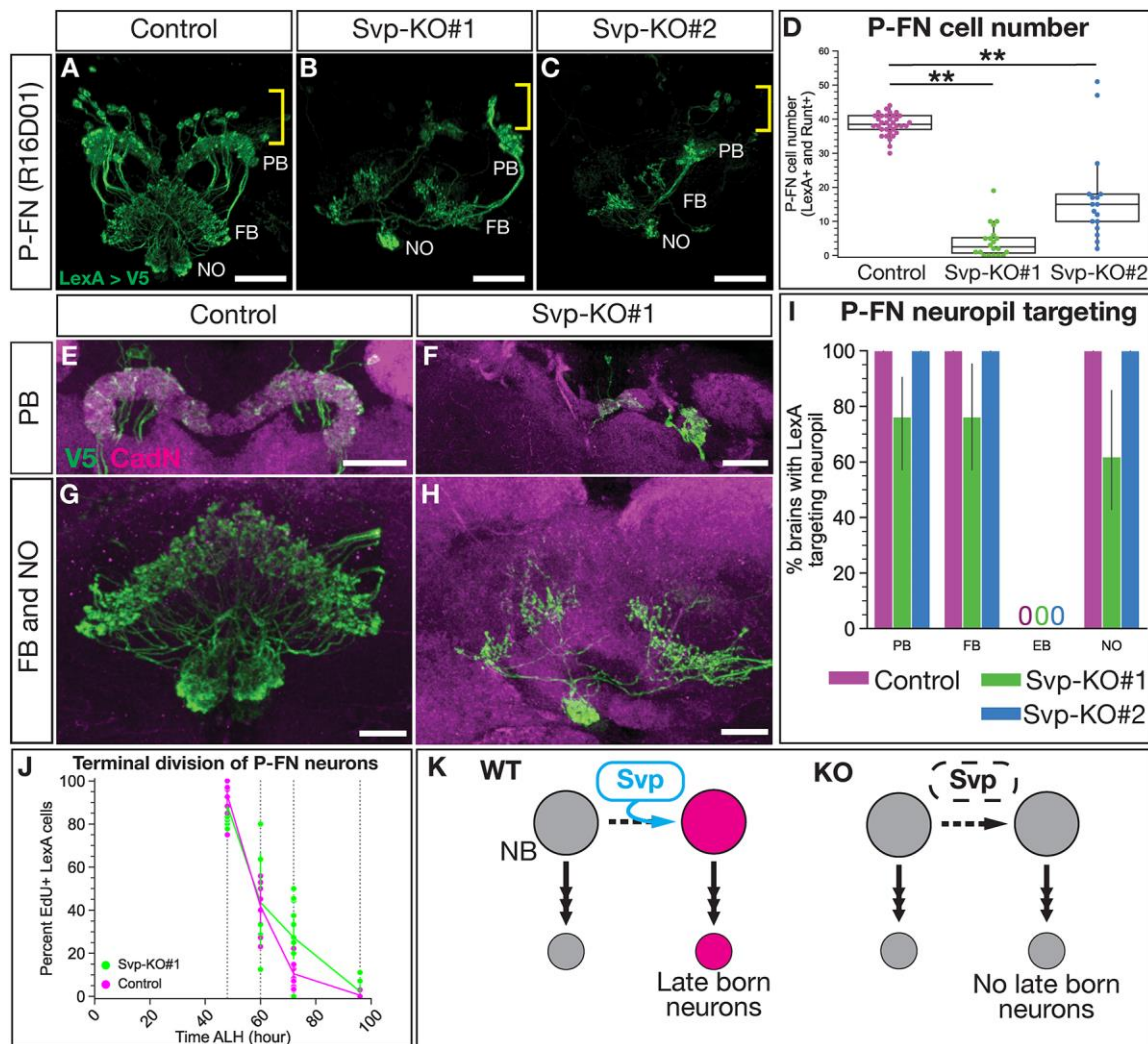 Control
Svp-KO#1
Svp-KO#2
P-FN (R16D01)
A
PB
FB
NO
LexA > V5
B
PB
FB
NO
C
PB
FB
NO
D
P-FN cell number
P-FN cell number
(LexA+ and Runt+)
60
50
40
30
20
10
0
**
**
Control
Svp-KO#1
Svp-KO#2
Control
Svp-KO#1
PB
E
V5 CadN
F
FB and NO
G
H
I
P-FN neuropil targeting
% brains with LexA
targeting neuropil
100
80
60
40
20
0
000
PB
FB
EB
NO
Control
Svp-KO#1
Svp-KO#2
J
Terminal division of P-FN neurons
Percent EdU+ LexA cells
100
80
60
40
20
0
Svp-KO#1
Control
0
20
40
60
80
100
Time ALH (hour)
K
WT
Svp
NB
Late born
neurons
KO
Svp
No late born
neurons